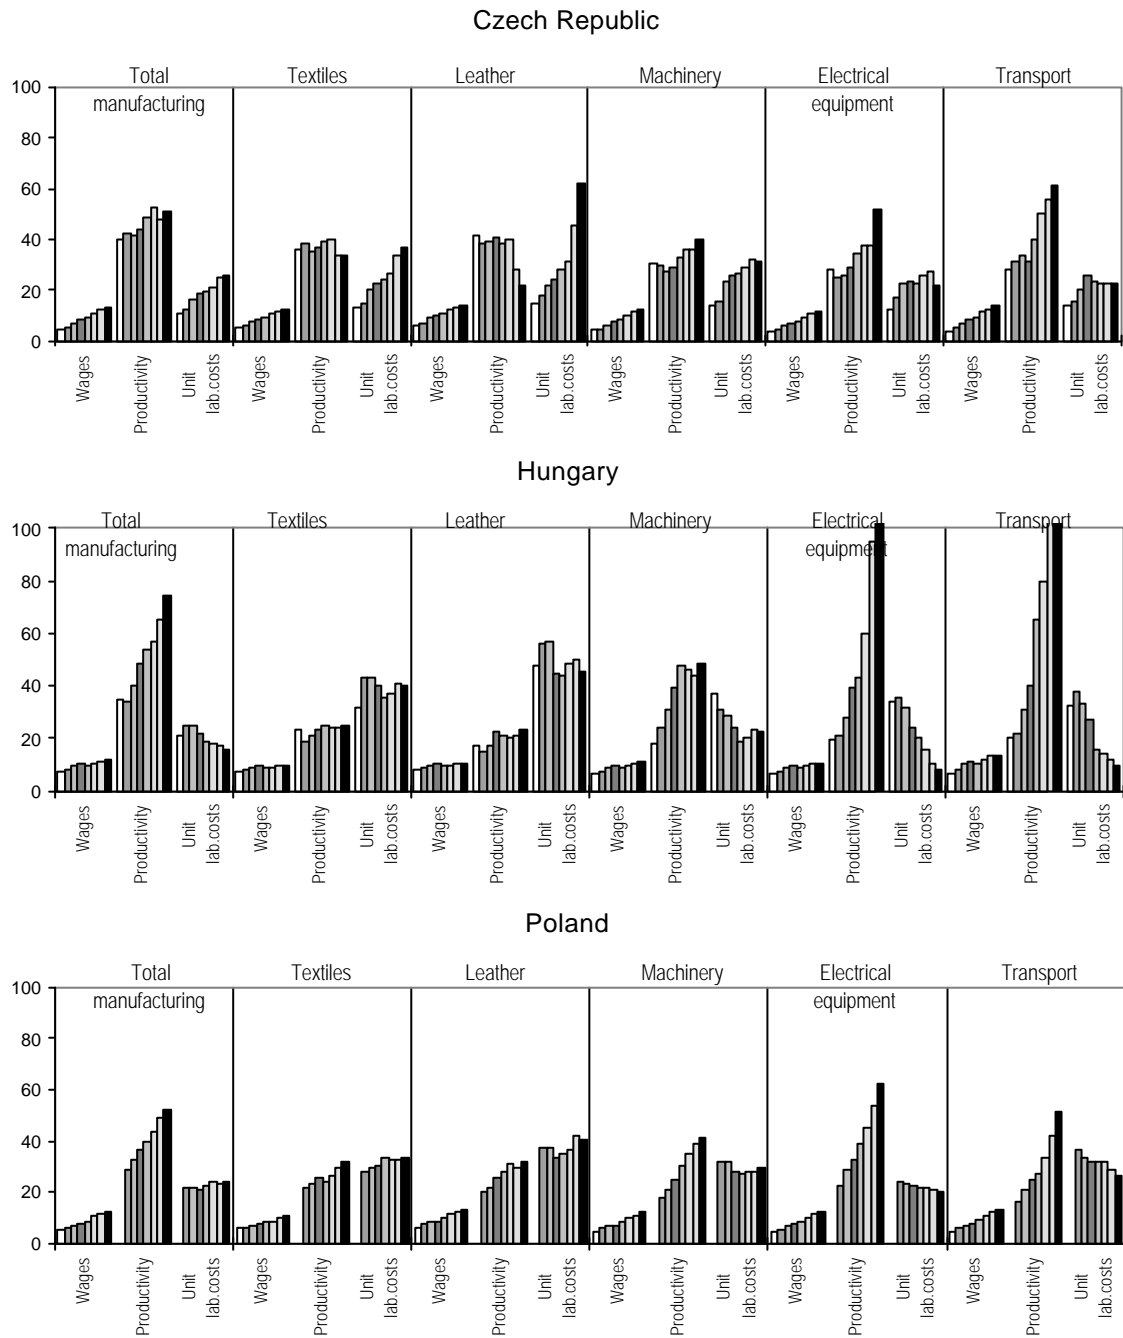 Czech Republic
Total
manufacturing
Textiles
Leather
Machinery
Electrical
equipment
Transport
100
80
60
40
20
0
Wages
Productivity
Unit
lab.costs
Wages
Productivity
Unit
lab.costs
Wages
Productivity
Unit
lab.costs
Wages
Productivity
Unit
lab.costs
Wages
Productivity
Unit
lab.costs
Wages
Productivity
Unit
lab.costs
Hungary
Total
manufacturing
Textiles
Leather
Machinery
Electrical
equipment
Transport
100
80
60
40
20
0
Wages
Productivity
Unit
lab.costs
Wages
Productivity
Unit
lab.costs
Wages
Productivity
Unit
lab.costs
Wages
Productivity
Unit
lab.costs
Wages
Productivity
Unit
lab.costs
Wages
Productivity
Unit
lab.costs
Poland
Total
manufacturing
Textiles
Leather
Machinery
Electrical
equipment
Transport
100
80
60
40
20
0
Wages
Productivity
Unit
lab.costs
Wages
Productivity
Unit
lab.costs
Wages
Productivity
Unit
lab.costs
Wages
Productivity
Unit
lab.costs
Wages
Productivity
Unit
lab.costs
Wages
Productivity
Unit
lab.costs